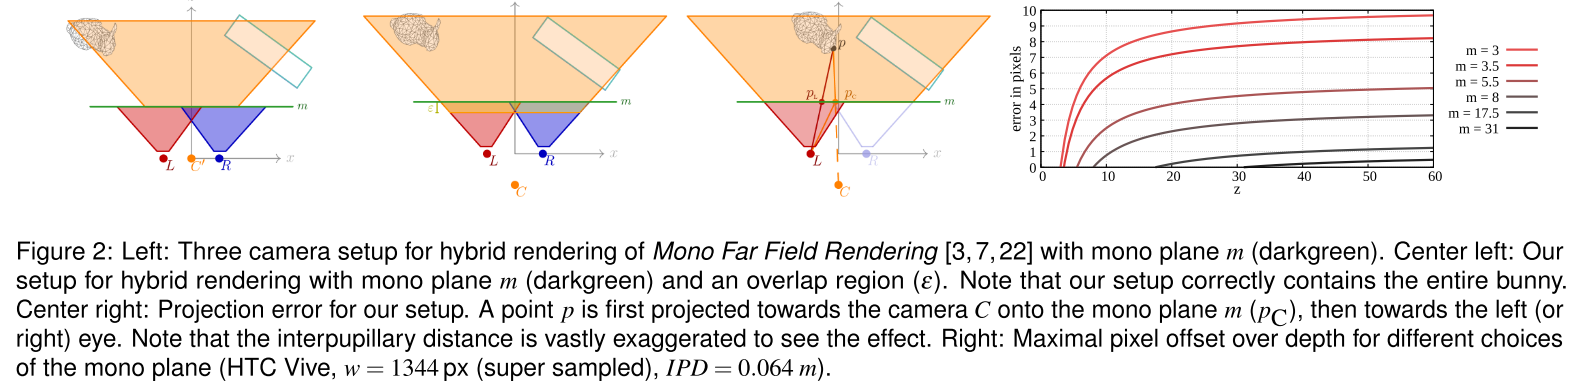 m
L
C'
R
x
ε
m
L
R
x
C
p
pL
pC
m
L
R
x
C
error in pixels
10
9
8
7
6
5
4
3
2
1
0
0
10
20
30
40
50
60
z
m = 3
m = 3.5
m = 5.5
m = 8
m = 17.5
m = 31
Figure 2: Left: Three camera setup for hybrid rendering of Mono Far Field Rendering [3,7,22] with mono plane m (darkgreen). Center left: Our
setup for hybrid rendering with mono plane m (darkgreen) and an overlap region (ε). Note that our setup correctly contains the entire bunny.
Center right: Projection error for our setup. A point p is first projected towards the camera C onto the mono plane m (pC), then towards the left (or
right) eye. Note that the interpupillary distance is vastly exaggerated to see the effect. Right: Maximal pixel offset over depth for different choices
of the mono plane (HTC Vive, w = 1344 px (super sampled), IPD = 0.064 m).